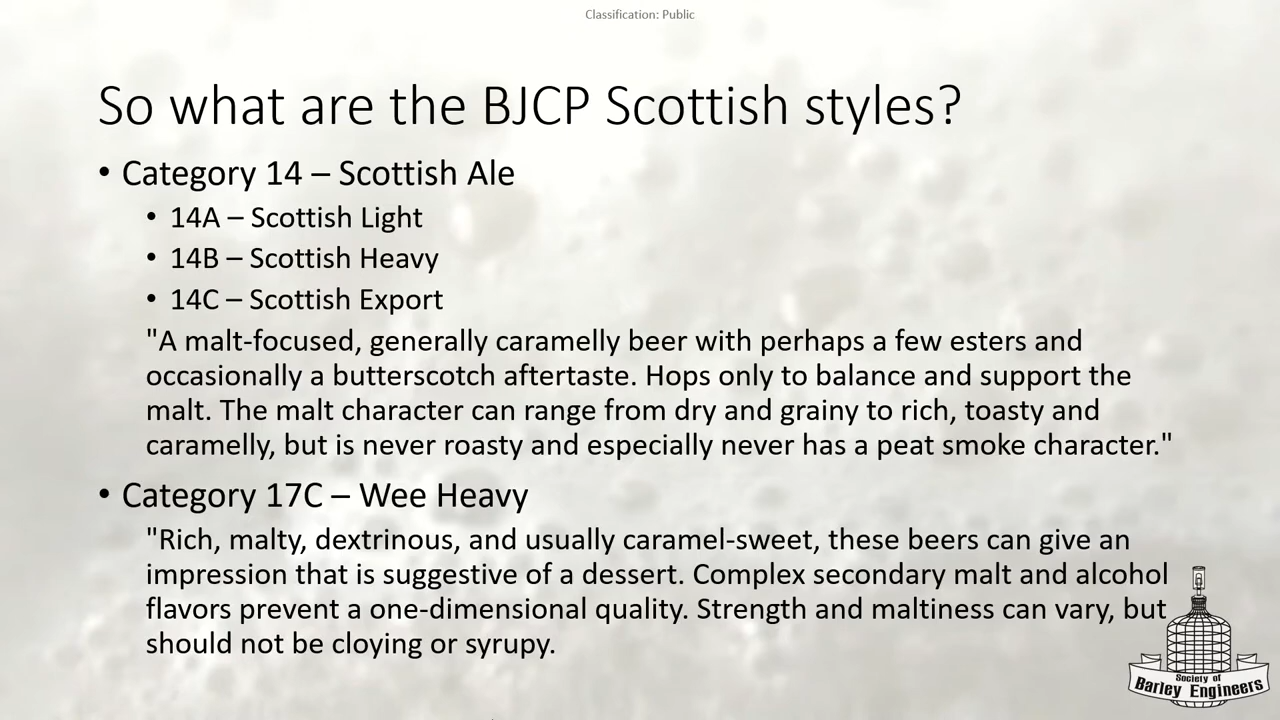 Classification: Public
So what are the BJCP Scottish styles?
• Category 14 – Scottish Ale
• 14A – Scottish Light
• 14B – Scottish Heavy
• 14C – Scottish Export
"A malt-focused, generally caramelly beer with perhaps a few esters and
occasionally a butterscotch aftertaste. Hops only to balance and support the
malt. The malt character can range from dry and grainy to rich, toasty and
caramelly, but is never roasty and especially never has a peat smoke character."
• Category 17C – Wee Heavy
"Rich, malty, dextrinous, and usually caramel-sweet, these beers can give an
impression that is suggestive of a dessert. Complex secondary malt and alcohol
flavors prevent a one-dimensional quality. Strength and maltiness can vary, but
should not be cloying or syrupy.
Society of
Barley Engineers